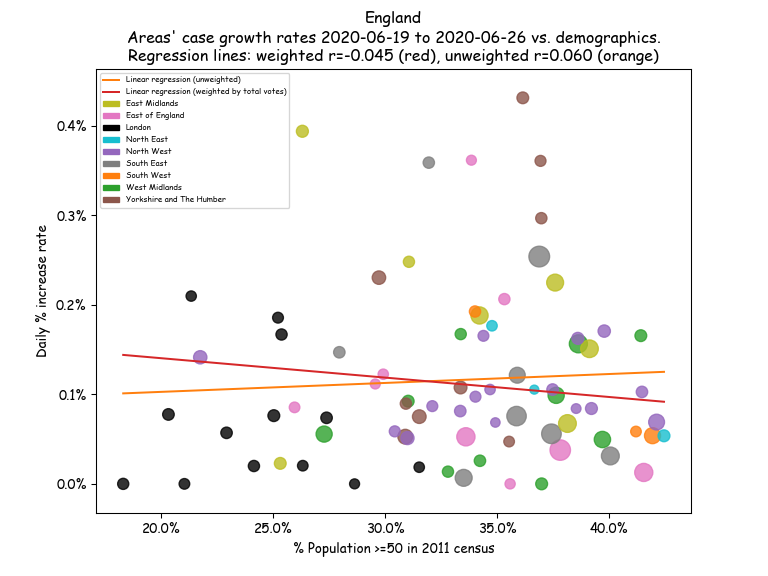 England
Areas' case growth rates 2020-06-19 to 2020-06-26 vs. demographics.
Regression lines: weighted r=-0.045 (red), unweighted r=0.060 (orange)
Linear regression (unweighted)
Linear regression (weighted by total votes)
East Midlands
East of England
London
North East
North West
South East
South West
West Midlands
Yorkshire and The Humber
Daily % increase rate
0.4%
0.3%
0.2%
0.1%
0.0%
20.0% 25.0% 30.0% 35.0% 40.0%
% Population >=50 in 2011 census